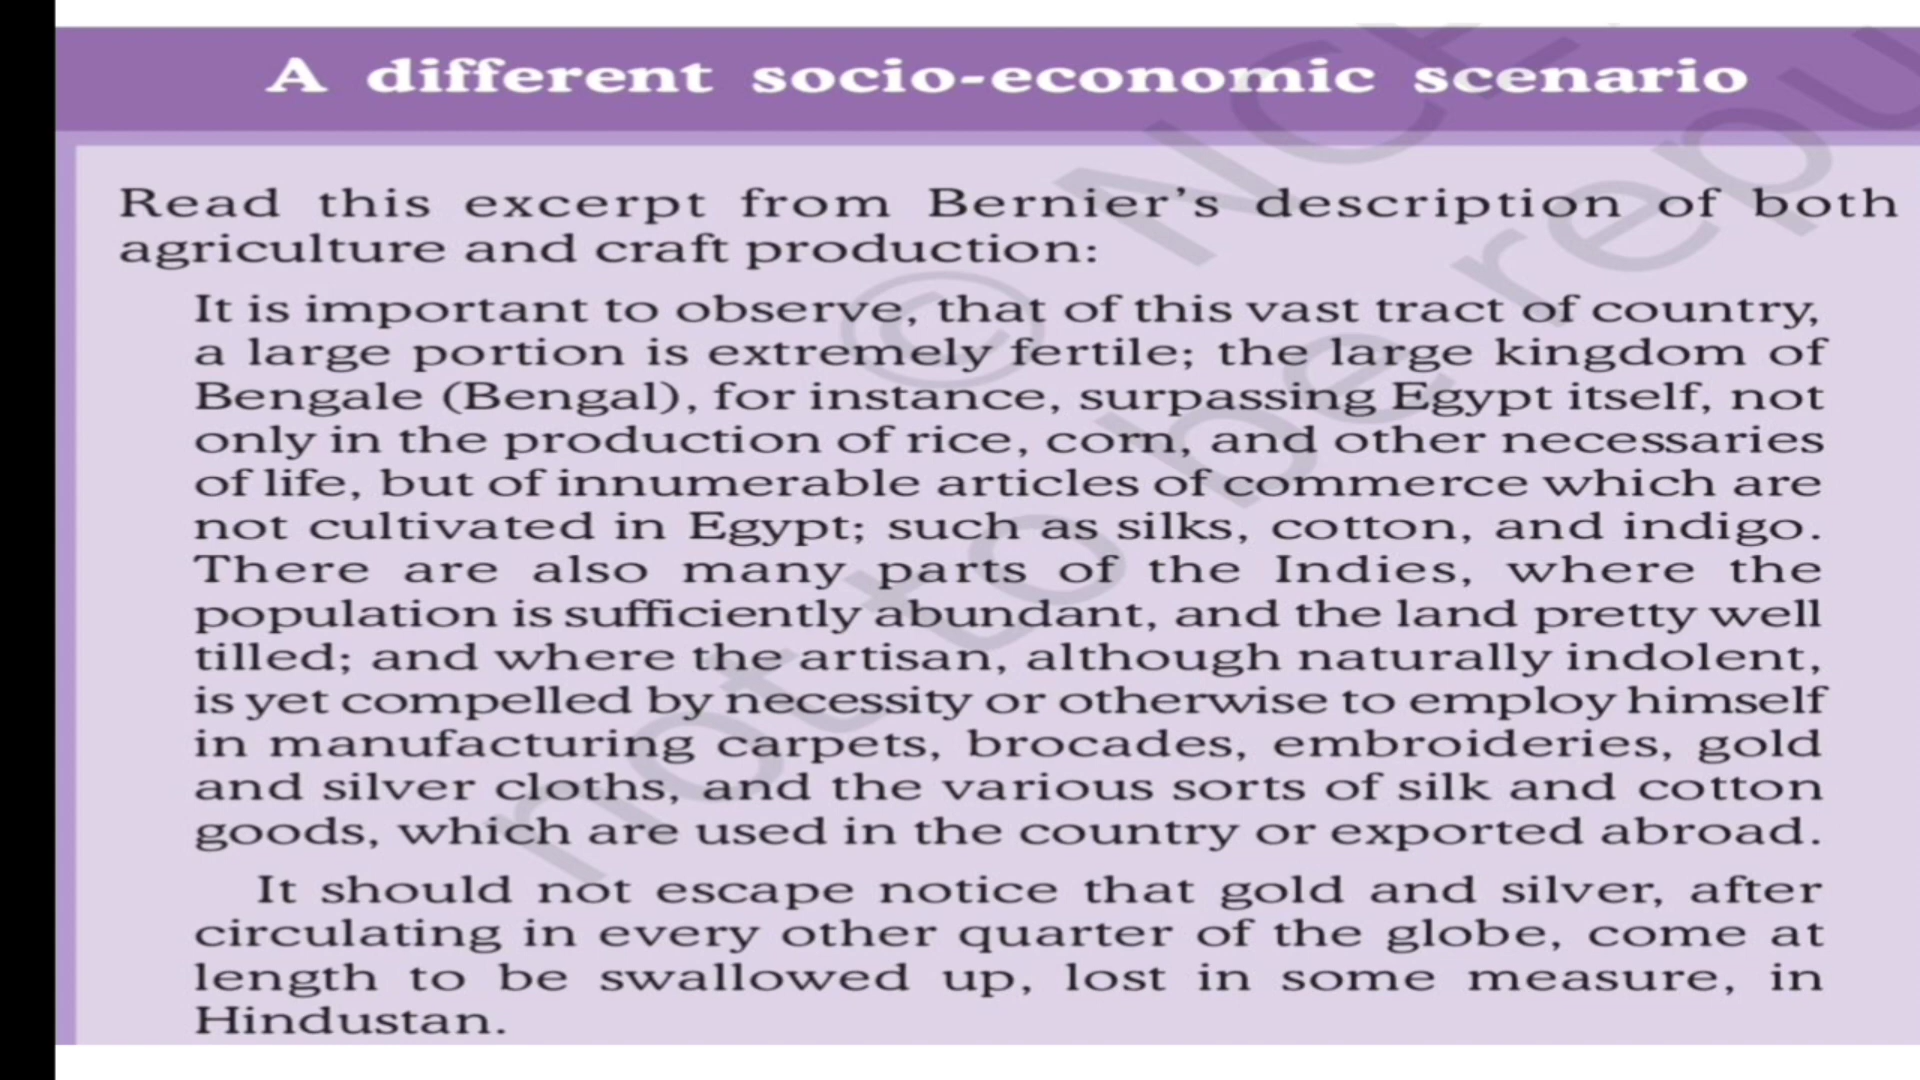 A different socio-economic scenario
Read this excerpt from Bernier's description of both
agriculture and craft production:
It is important to observe, that of this vast tract of country,
a large portion is extremely fertile; the large kingdom of
Bengale (Bengal), for instance, surpassing Egypt itself, not
only in the production of rice, corn, and other necessaries
of life, but of innumerable articles of commerce which are
not cultivated in Egypt; such as silks, cotton, and indigo.
There are also many parts of the Indies, where the
population is sufficiently abundant, and the land pretty well
tilled; and where the artisan, although naturally indolent,
is yet compelled by necessity or otherwise to employ himself
in manufacturing carpets, brocades, embroideries, gold
and silver cloths, and the various sorts of silk and cotton
goods, which are used in the country or exported abroad.
It should not escape notice that gold and silver, after
circulating in every other quarter of the globe, come at
length to be swallowed up, lost in some measure, in
Hindustan.
© NCE
not to be repu